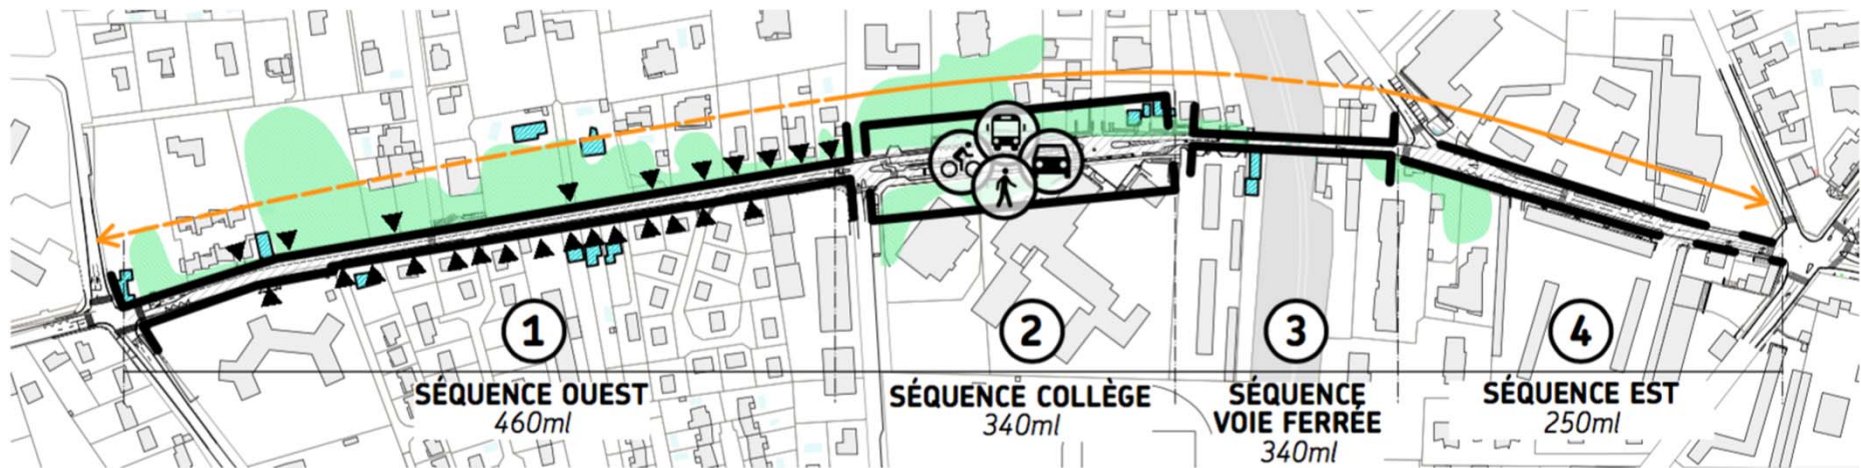 1
SÉQUENCE OUEST
460ml
2
SÉQUENCE COLLÈGE
340ml
3
SÉQUENCE
VOIE FERRÉE
340ml
4
SÉQUENCE EST
250ml